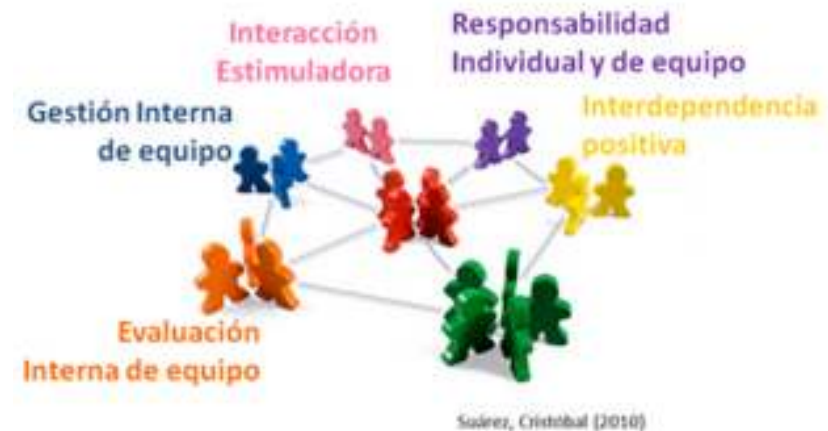 Interacción
Estimuladora
Responsabilidad
Individual y de equipo
Gestión Interna
de equipo
Interdependencia
positiva
Evaluación
Interna de equipo
Suárez, Cristóbal (2010)